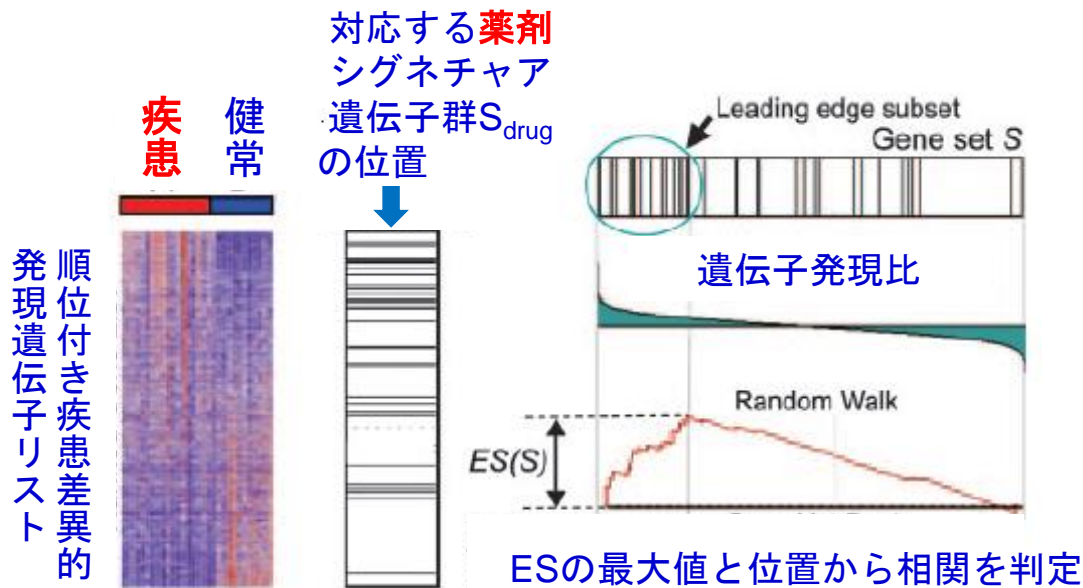 対応する薬剤
シグネチャア
遺伝子群Sdrug
の位置
疾患
健常
順位付き疾患差異的
発現遺伝子リスト
Leading edge subset
Gene set S
遺伝子発現比
Random Walk
ES(S)
ESの最大値と位置から相関を判定